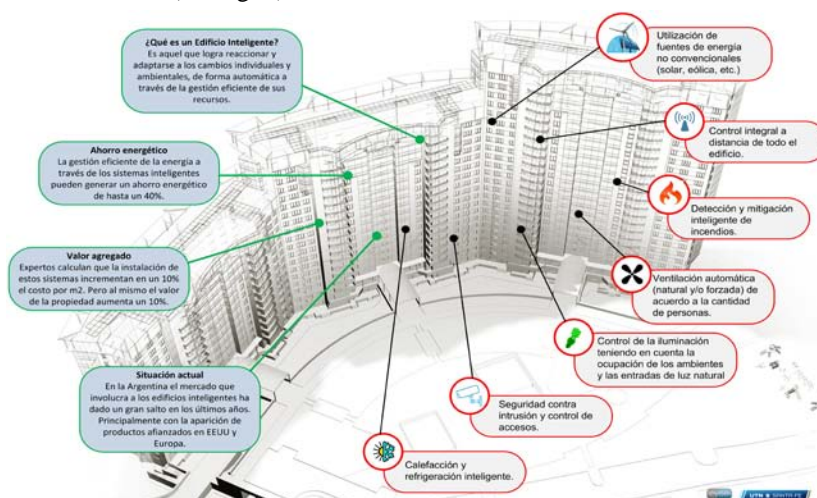 ¿Qué es un Edificio Inteligente?
Es aquel que logra reaccionar y
adaptarse a los cambios individuales y
ambientales, de forma automática a
través de la gestión eficiente de sus
recursos.
Ahorro energético
La gestión eficiente de la energía a
través de los sistemas inteligentes
pueden generar un ahorro energético
de hasta un 40%.
Valor agregado
Expertos calculan que la instalación de
estos sistemas incrementan en un 10%
el costo por m2. Pero al mismo el valor
de la propiedad aumenta un 10%.
Situación actual
En la Argentina el mercado que
involucra a los edificios inteligentes ha
dado un gran salto en los últimos años.
Principalmente con la aparición de
productos afianzados en EEUU y
Europa.
Utilización de
fuentes de energía
no convencionales
(solar, eólica, etc.)
Control integral a
distancia de todo el
edificio.
Detección y mitigación
inteligente de
incendios.
Ventilación automática
(natural y/o forzada) de
acuerdo a la cantidad
de personas.
Control de la iluminación
teniendo en cuenta la
ocupación de los ambientes
y las entradas de luz natural
Seguridad contra
intrusión y control de
accesos.
Calefacción y
refrigeración inteligente.
UTN SANTA FE